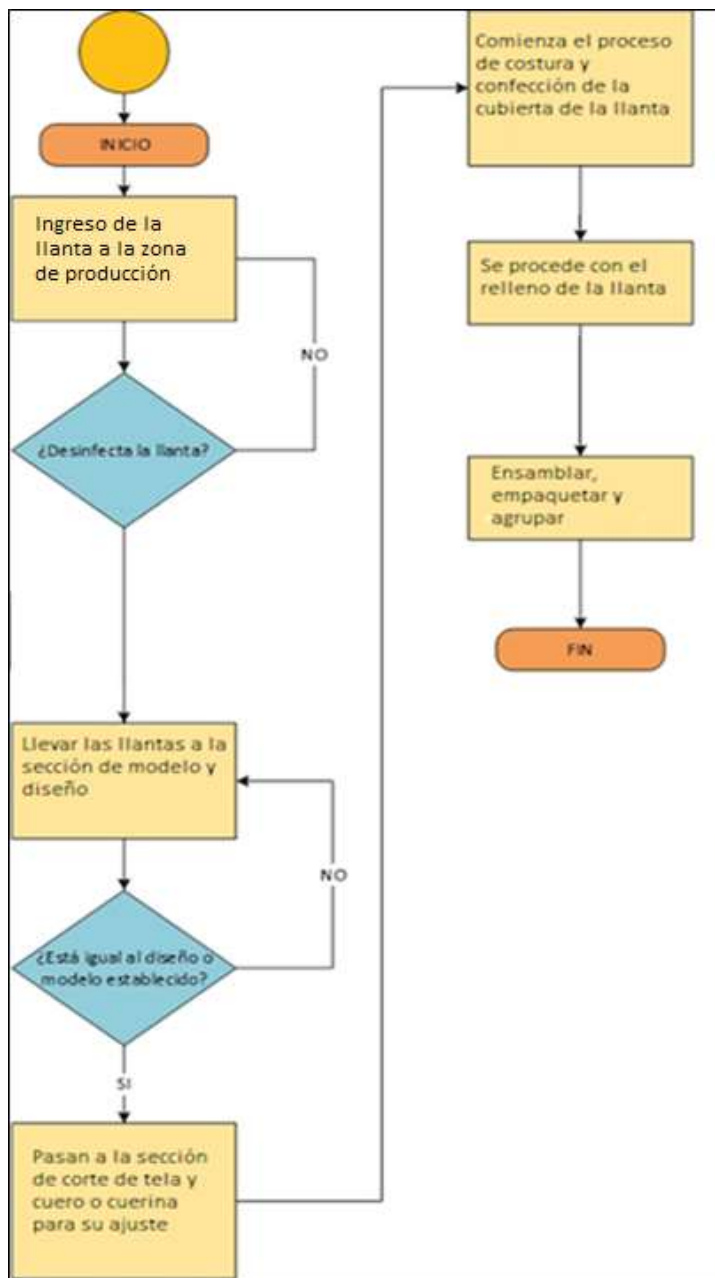 INICIO
Ingreso de la
llanta a la zona
de producción
NO
¿Desinfecta la llanta?
Llevar las llantas a la
sección de modelo y
diseño
NO
¿Está igual al diseño o
modelo establecido?
SI
Pasan a la sección
de corte de tela y
cuero o cuerina
para su ajuste
Comienza el proceso
de costura y
confección de la
cubierta de la llanta
Se procede con el
relleno de la llanta
Ensamblar,
empaquetar y
agrupar
FIN